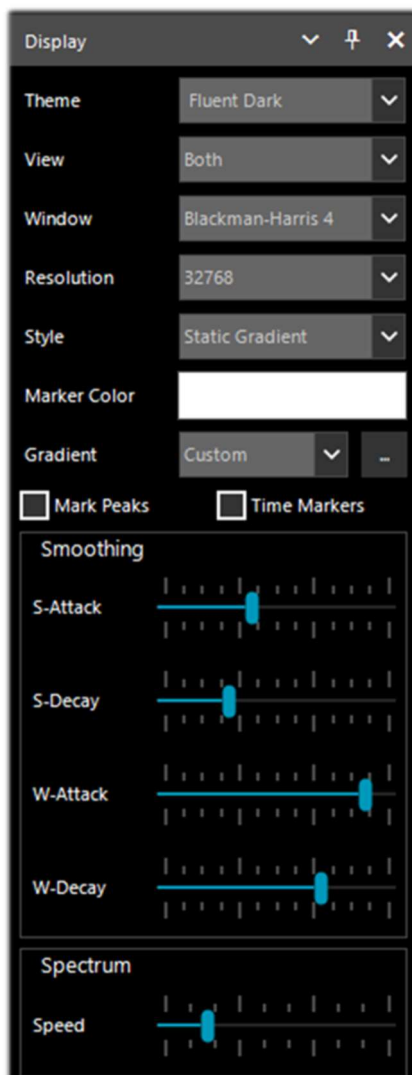 Display
Theme Fluent Dark
View Both
Window Blackman-Harris 4
Resolution 32768
Style Static Gradient
Marker Color
Gradient Custom ...
Mark Peaks Time Markers
Smoothing
S-Attack
S-Decay
W-Attack
W-Decay
Spectrum
Speed